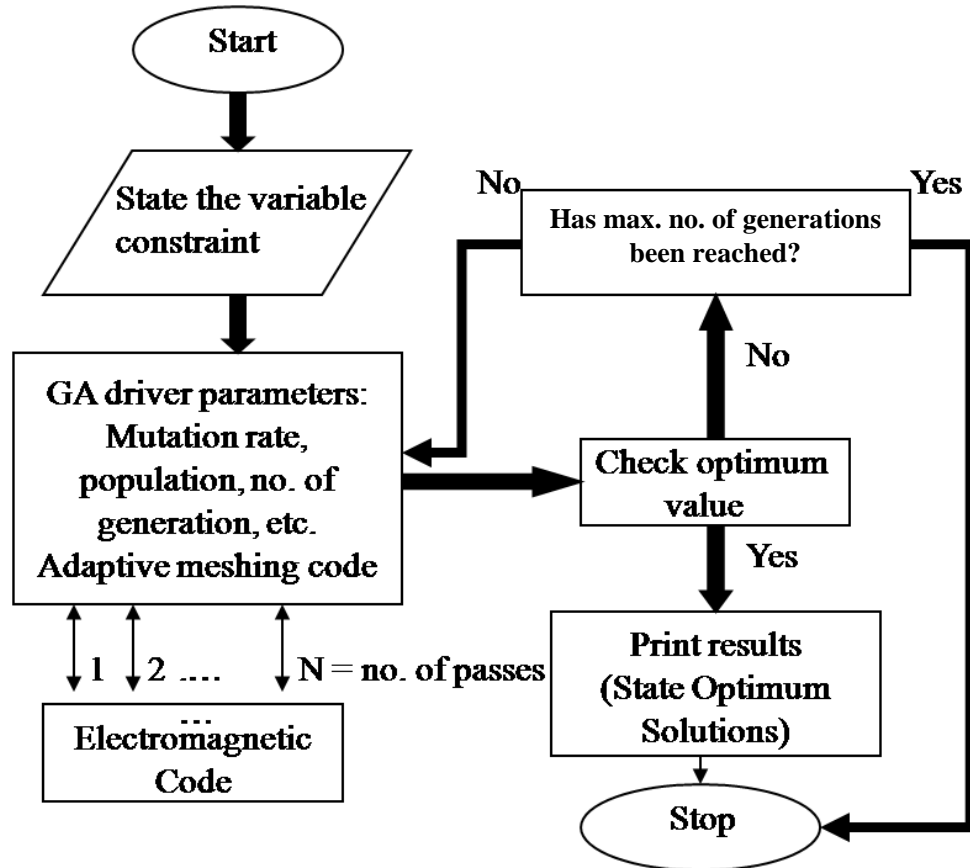 Start
State the variable
constraint
No
Yes
Has max. no. of generations
been reached?
GA driver parameters:
Mutation rate,
population, no. of
generation, etc.
Adaptive meshing code
No
Check optimum
value
Yes
1 2 .... N = no. of passes
...
Electromagnetic
Code
Print results
(State Optimum
Solutions)
Stop